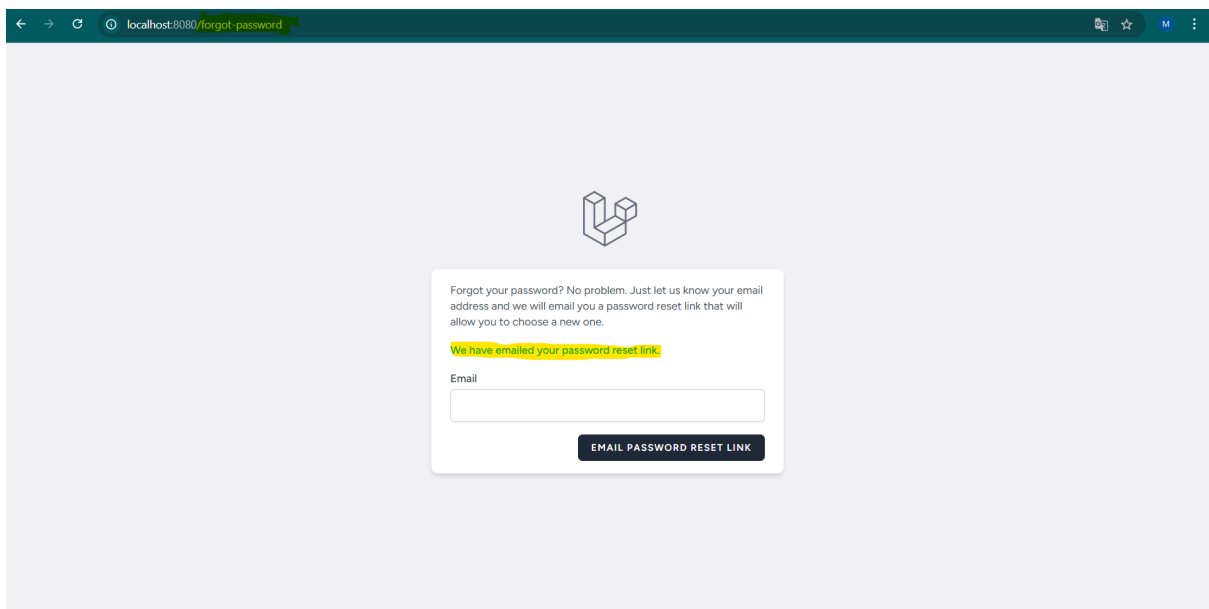 localhost:8080/forgot-password
M
Forgot your password? No problem. Just let us know your email
address and we will email you a password reset link that will
allow you to choose a new one.
We have emailed your password reset link.
Email
EMAIL PASSWORD RESET LINK